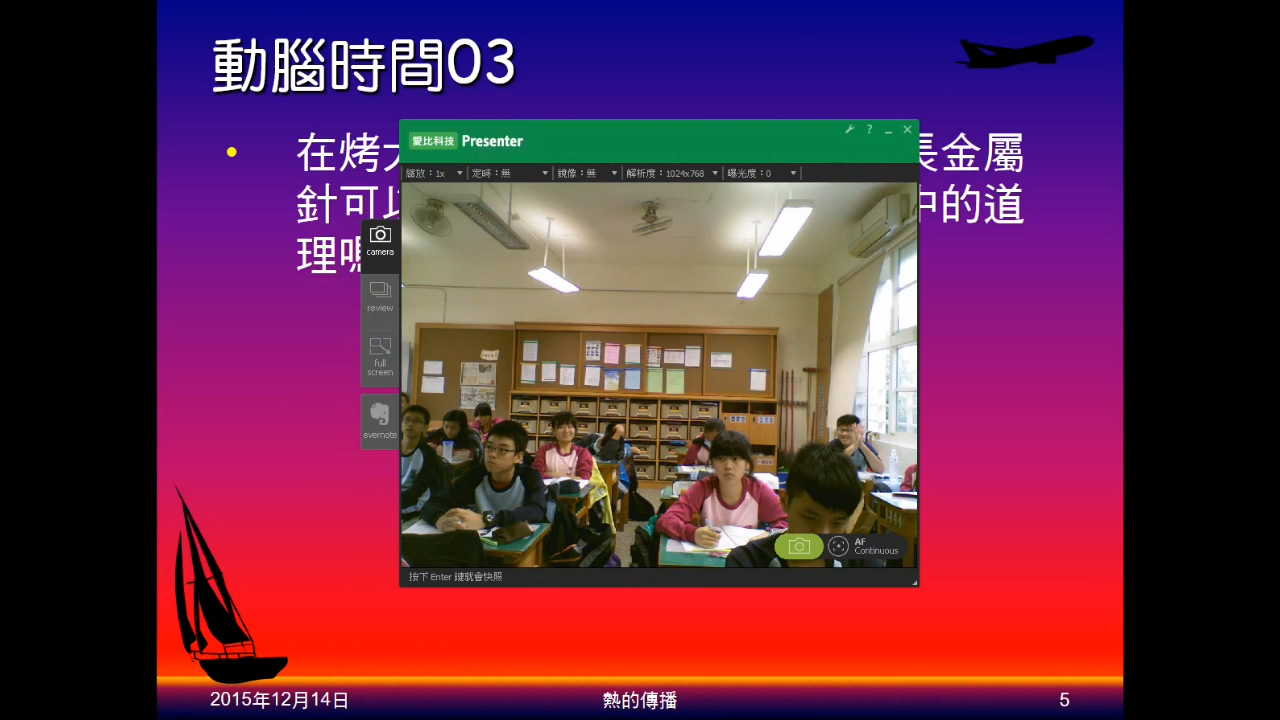 動腦時間03
愛比科技 Presenter
在烤
長金屬
縮放：1x 定時：無 鏡像：無 解析度：1024x768 曝光度：0
針可以
中的道
理嗎
camera
review
full
screen
evernote
AF
Continuous
按下 Enter 鍵就會快照
2015年12月14日 熱的傳播 5